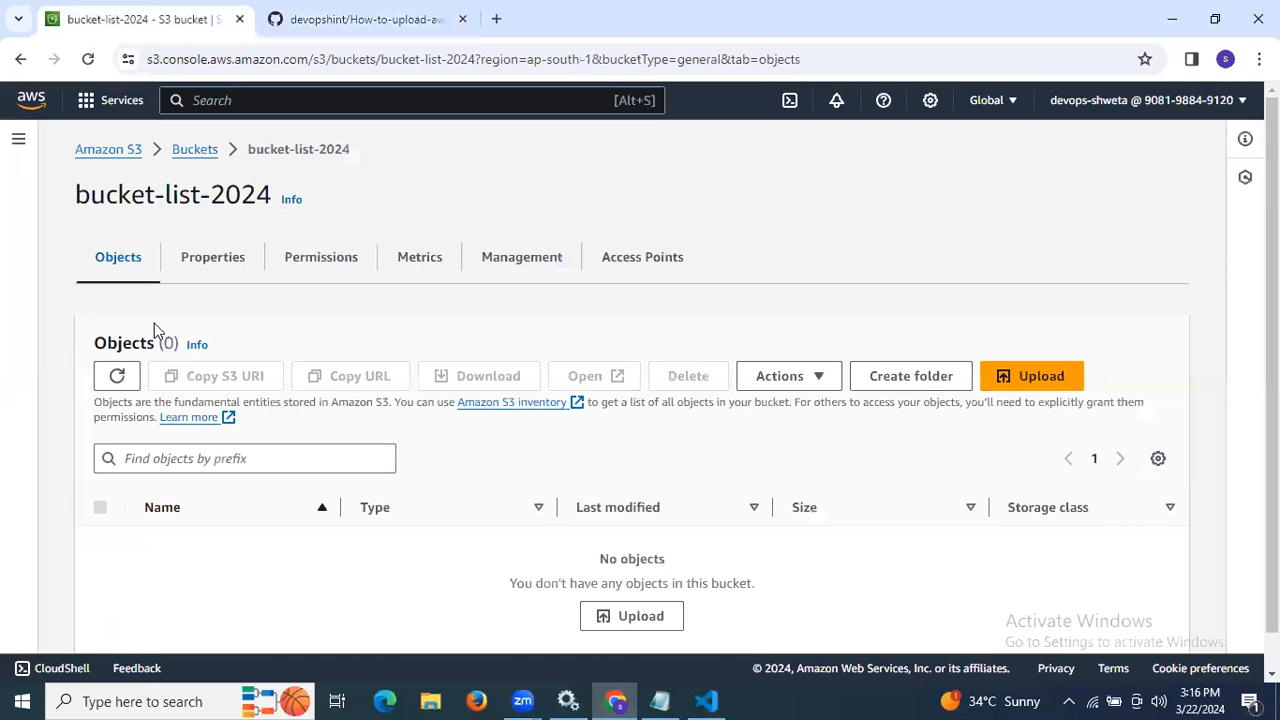 bucket-list-2024 - S3 bucket |
devopshint/How-to-upload-aw
s3.console.aws.amazon.com/s3/buckets/bucket-list-2024?region=ap-south-1&bucketType=general&tab=objects
S
aws
Services
Search
[Alt+S]
Global
devops-shweta @ 9081-9884-9120
Amazon S3
Buckets
bucket-list-2024
bucket-list-2024
Info
Objects
Properties
Permissions
Metrics
Management
Access Points
Objects (0)
Info
Copy S3 URI
Copy URL
Download
Open
Delete
Actions
Create folder
Upload
Objects are the fundamental entities stored in Amazon S3. You can use Amazon S3 inventory to get a list of all objects in your bucket. For others to access your objects, you'll need to explicitly grant them
permissions. Learn more
Find objects by prefix
1
Name
Type
Last modified
Size
Storage class
No objects
You don't have any objects in this bucket.
Upload
Activate Windows
Go to Settings to activate Windows.
CloudShell
Feedback
© 2024, Amazon Web Services, Inc. or its affiliates.
Privacy
Terms
Cookie preferences
Type here to search
zm
34°C Sunny
3:16 PM
3/22/2024